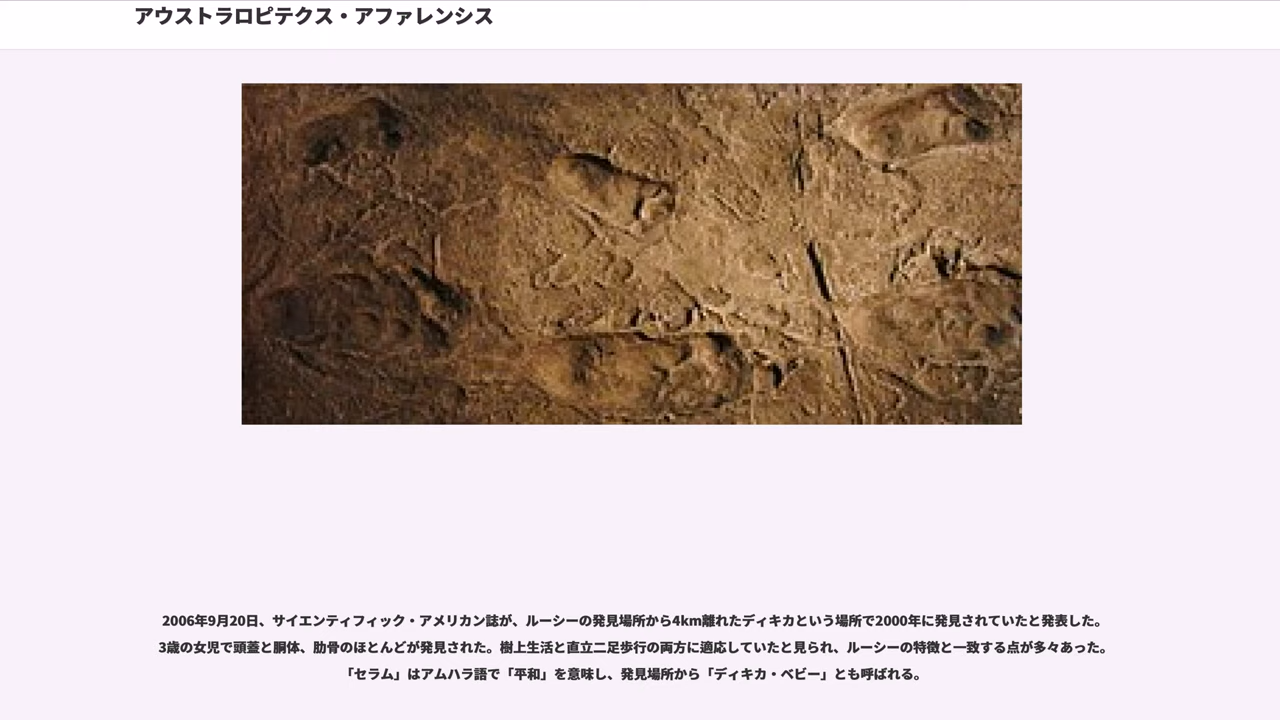 アウストラロピテクス・アファレンシス
2006年9月20日、サイエンティフィック・アメリカン誌が、ルーシーの発見場所から4km離れたディキカという場所で2000年に発見されていたと発表した。
3歳の女児で頭蓋と胴体、肋骨のほとんどが発見された。樹上生活と直立二足歩行の両方に適応していたと見られ、ルーシーの特徴と一致する点が多々あった。
「セラム」はアムハラ語で「平和」を意味し、発見場所から「ディキカ・ベビー」とも呼ばれる。